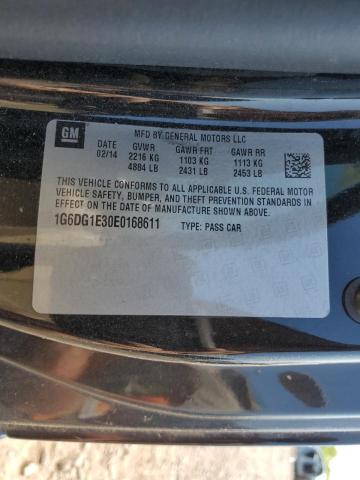 GM
MFD BY GENERAL MOTORS LLC
DATE GVWR GAWR FRT GAWR RR
02/14 2216 KG 1103 KG 1113 KG
4884 LB 2431 LB 2453 LB
THIS VEHICLE CONFORMS TO ALL APPLICABLE U.S. FEDERAL MOTOR
VEHICLE SAFETY, BUMPER, AND THEFT PREVENTION STANDARDS IN
EFFECT ON THE DATE OF MANUFACTURE SHOWN ABOVE.
1G6DG1E30E0168611 TYPE: PASS CAR